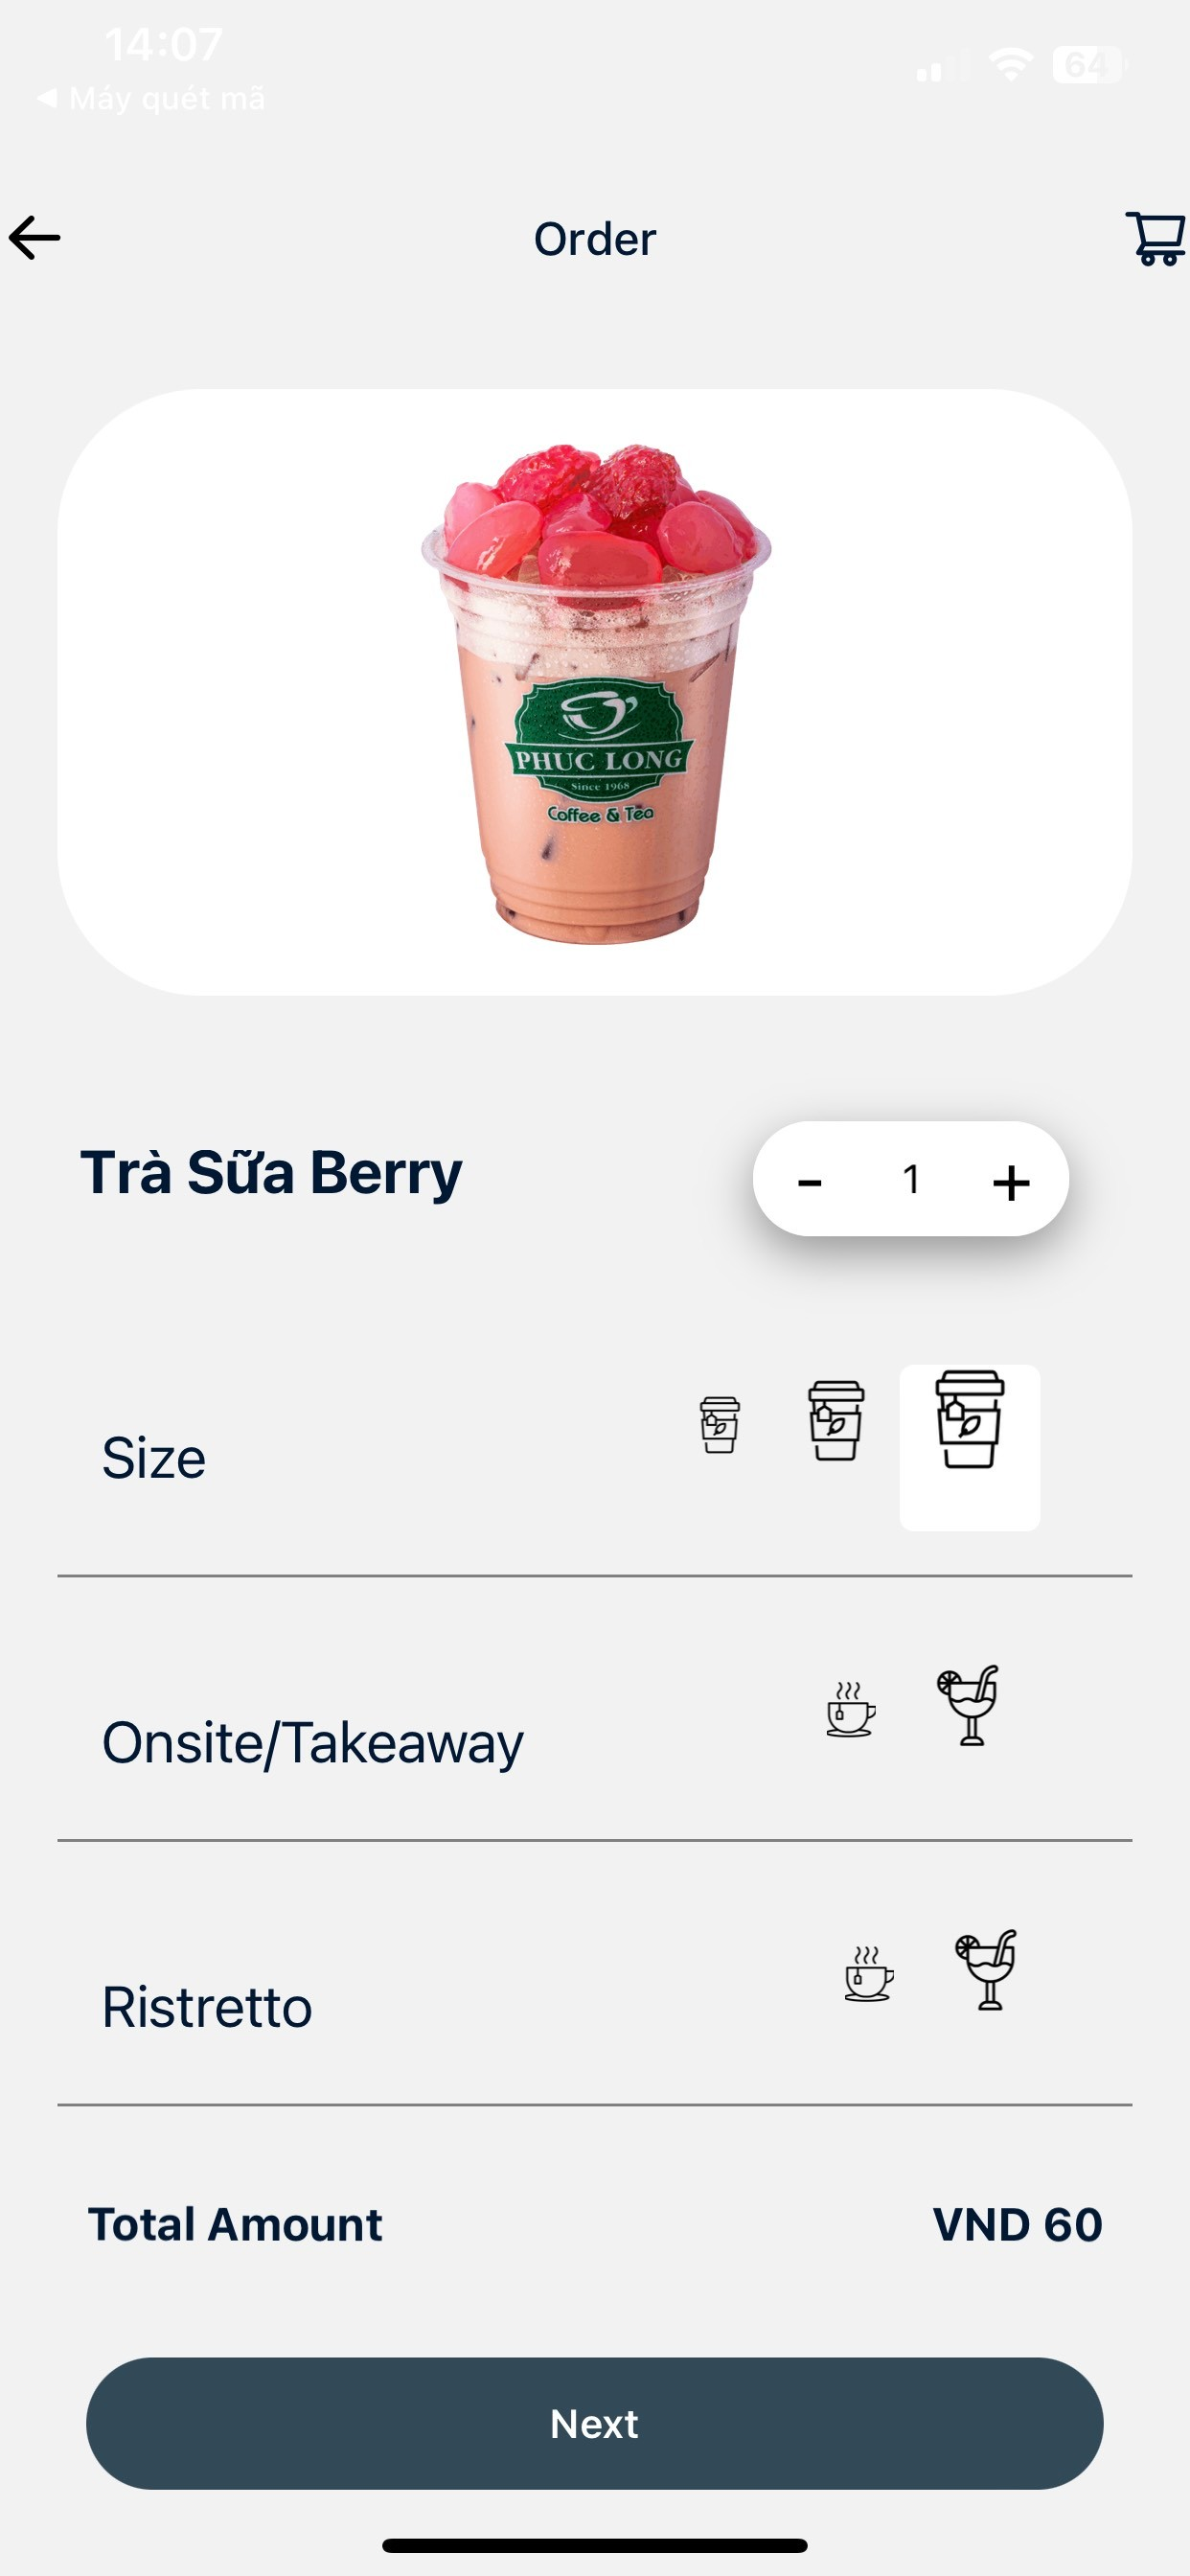 14:07
64
◀ Máy quét mã
Order
PHUC LONG
Since 1968
Coffee & Tea
Trà Sữa Berry
- 1 +
Size
Onsite/Takeaway
Ristretto
Total Amount VND 60
Next